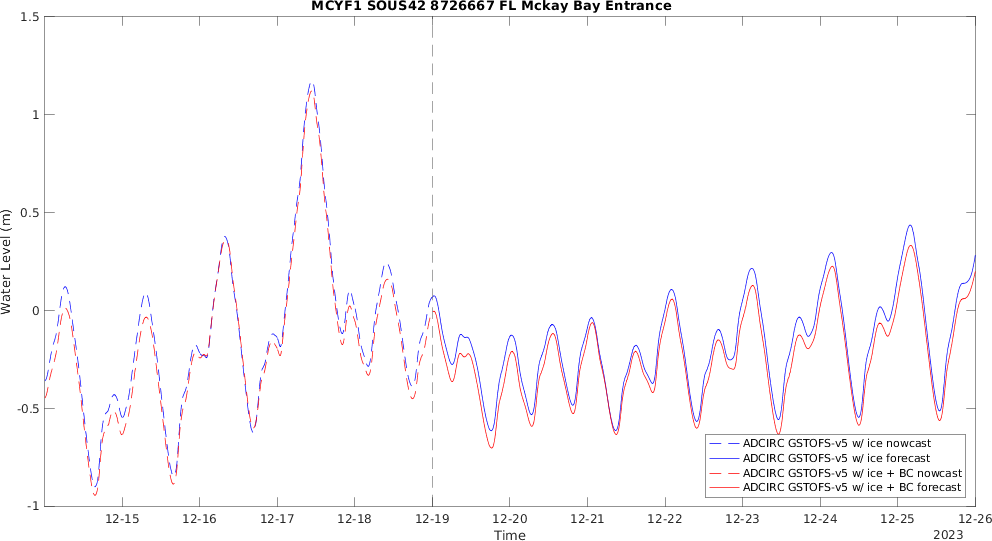 MCYF1 SOUS42 8726667 FL Mckay Bay Entrance
1.5
1
0.5
0
-0.5
-1
Water Level (m)
ADCIRC GSTOFS-v5 w/ ice nowcast
ADCIRC GSTOFS-v5 w/ ice forecast
ADCIRC GSTOFS-v5 w/ ice + BC nowcast
ADCIRC GSTOFS-v5 w/ ice + BC forecast
12-15 12-16 12-17 12-18 12-19 12-20 12-21 12-22 12-23 12-24 12-25 12-26
Time
2023